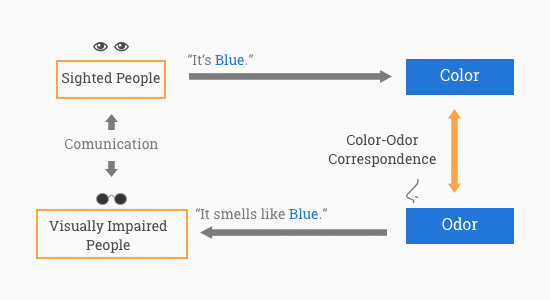 “It’s Blue.”
Sighted People
Color
Comunication
Color-Odor
Correspondence
“It smells like Blue.”
Visually Impaired
People
Odor